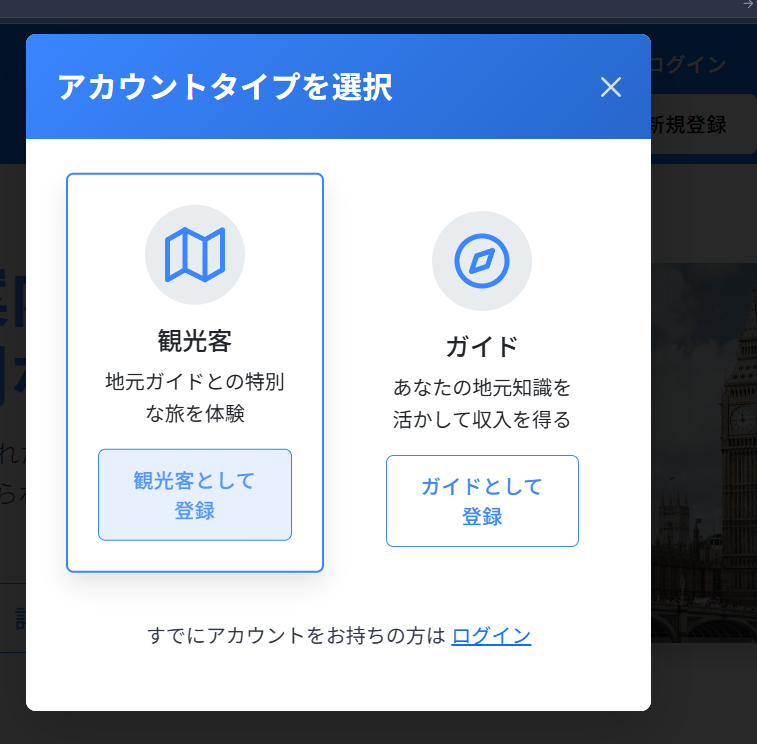 アカウントタイプを選択
ログイン
新規登録
観光客
地元ガイドとの特別
な旅を体験
観光客として
登録
ガイド
あなたの地元知識を
活かして収入を得る
ガイドとして
登録
すでにアカウントをお持ちの方は ログイン